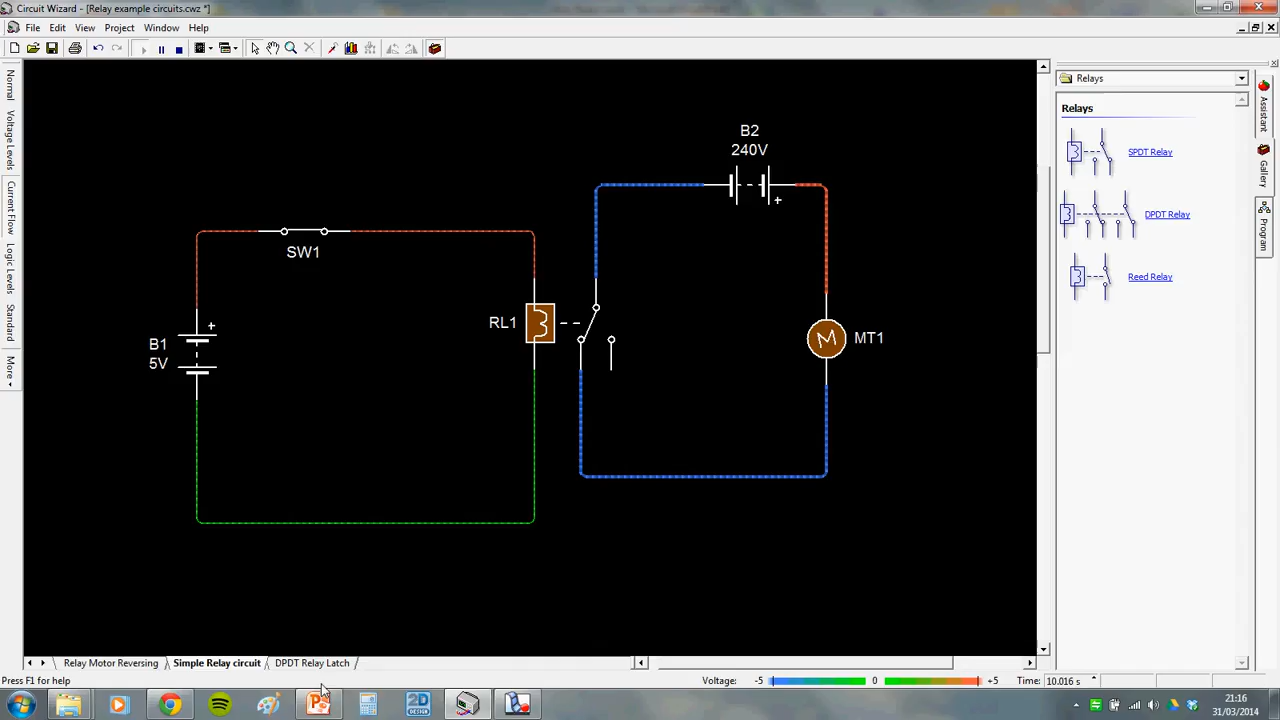 Circuit Wizard - [Relay example circuits.cwz *]
File Edit View Project Window Help
Normal
Voltage Levels
Current Flow
Logic Levels
Standard
More
Relays
Relays
SPDT Relay
DPDT Relay
Reed Relay
Assistant
Gallery
Program
B2
240V
+
SW1
RL1
B1
5V
+
M
MT1
Relay Motor Reversing
Simple Relay circuit
DPDT Relay Latch
Press F1 for help
Voltage: -5 0 +5 Time: 10.016 s
2D
DESIGN
21:16
31/03/2014